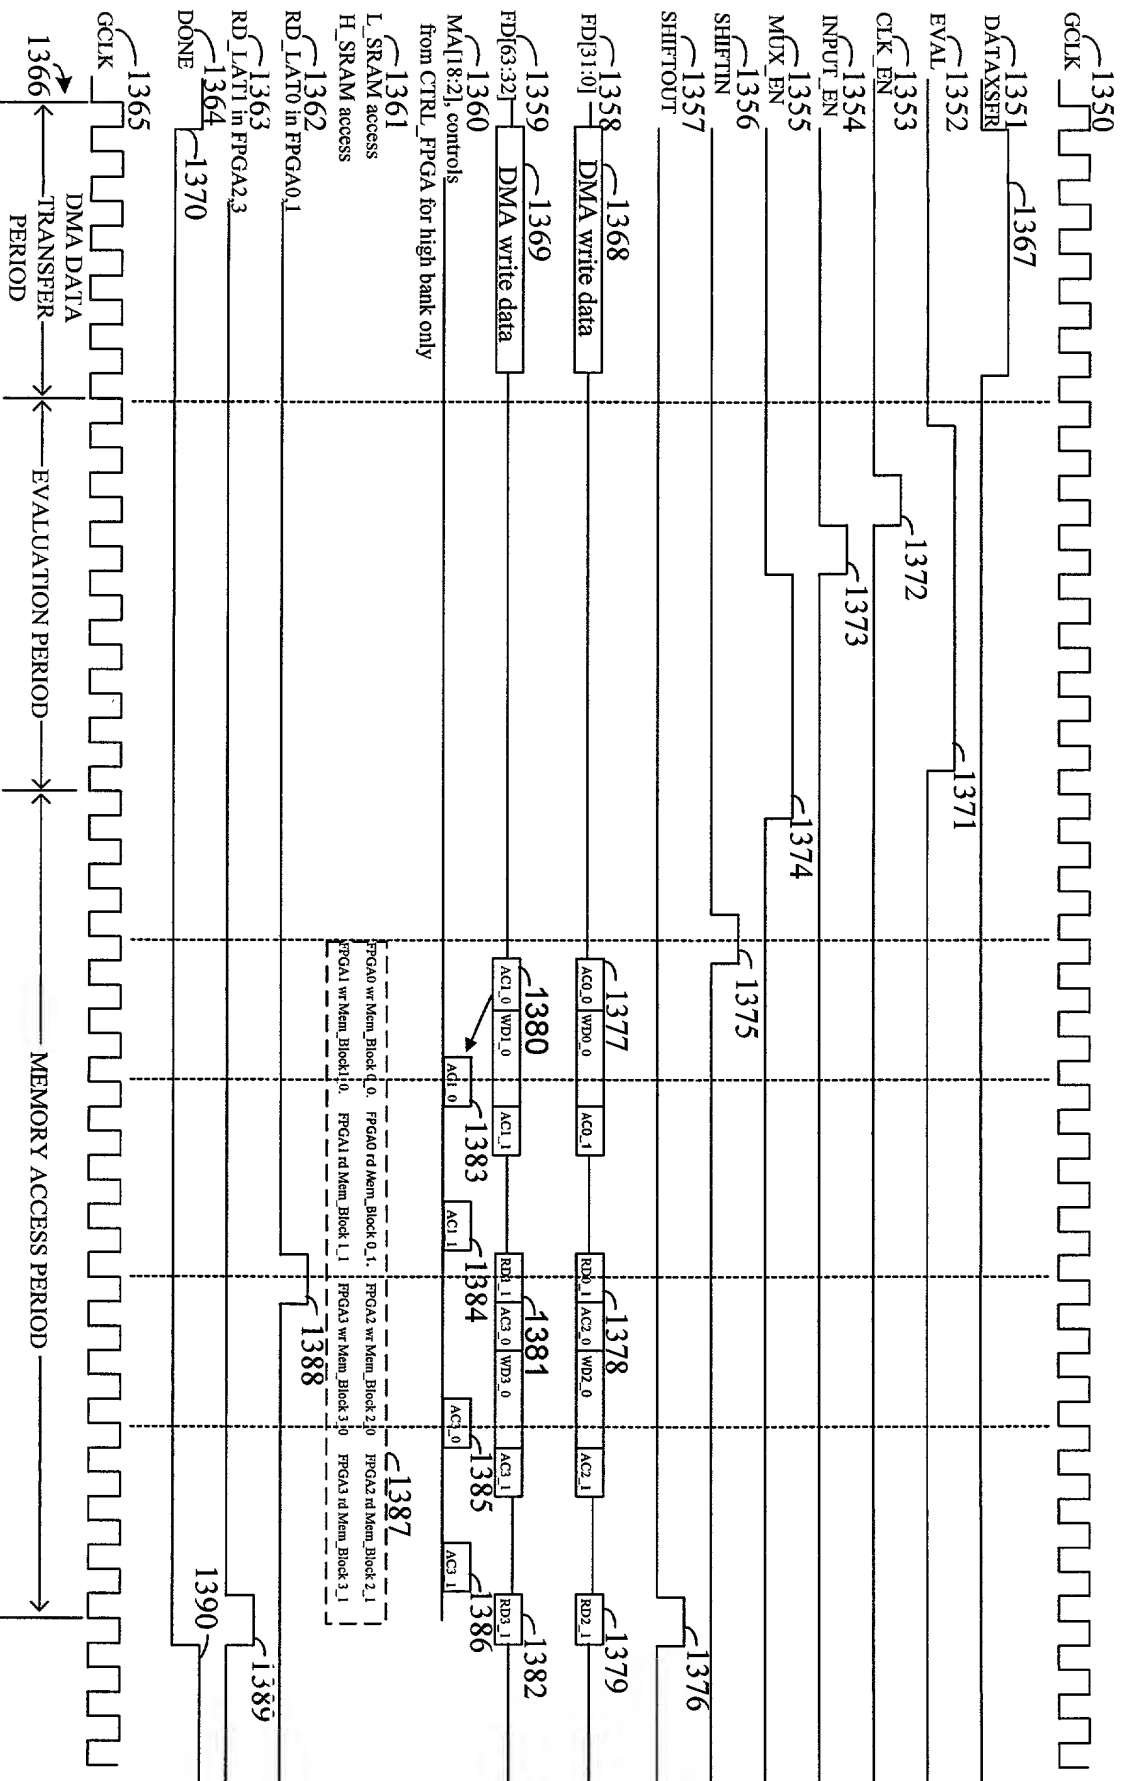 GCLK 1350
DATAXSFR 1351 1367
EVAL 1352 1371
CLK_EN 1353 1372
INPUT_EN 1354 1373
MUX_EN 1355 1374
SHIFTIN 1356 1375
SHIFTOUT 1357 1376
FD[31:0] 1358 1368 1377 1378 1379
DMA write data AC0_0 WD0_0 AC0_1 RD0_1 AC2_0 WD2_0 AC2_1 RD2_1
FD[63:32] 1359 1369 1380 1381 1382
DMA write data AC1_0 WD1_0 AC1_1 RD1_1 AC3_0 WD3_0 AC3_1 RD3_1
MA[18:2], controls 1360 AC1_0 1383 AC1_1 1384 AC3_0 1385 AC3_1 1386
from CTRL_FPGA for high bank only
1361 1387
L_SRAM access FPGA0 wr Mem_Block 0_0. FPGA0 rd Mem_Block 0_1. FPGA2 wr Mem_Block 2_0 FPGA2 rd Mem_Block 2_1
H_SRAM access FPGA1 wr Mem_Block1_0. FPGA1 rd Mem_Block 1_1 FPGA3 wr Mem_Block 3_0 FPGA3 rd Mem_Block 3_1
RD_LAT0 in FPGA0,1 1362 1388
RD_LAT1 in FPGA2,3 1363 1389
DONE 1364 1370 1390
GCLK 1365
1366
DMA DATA
TRANSFER
PERIOD
EVALUATION PERIOD
MEMORY ACCESS PERIOD